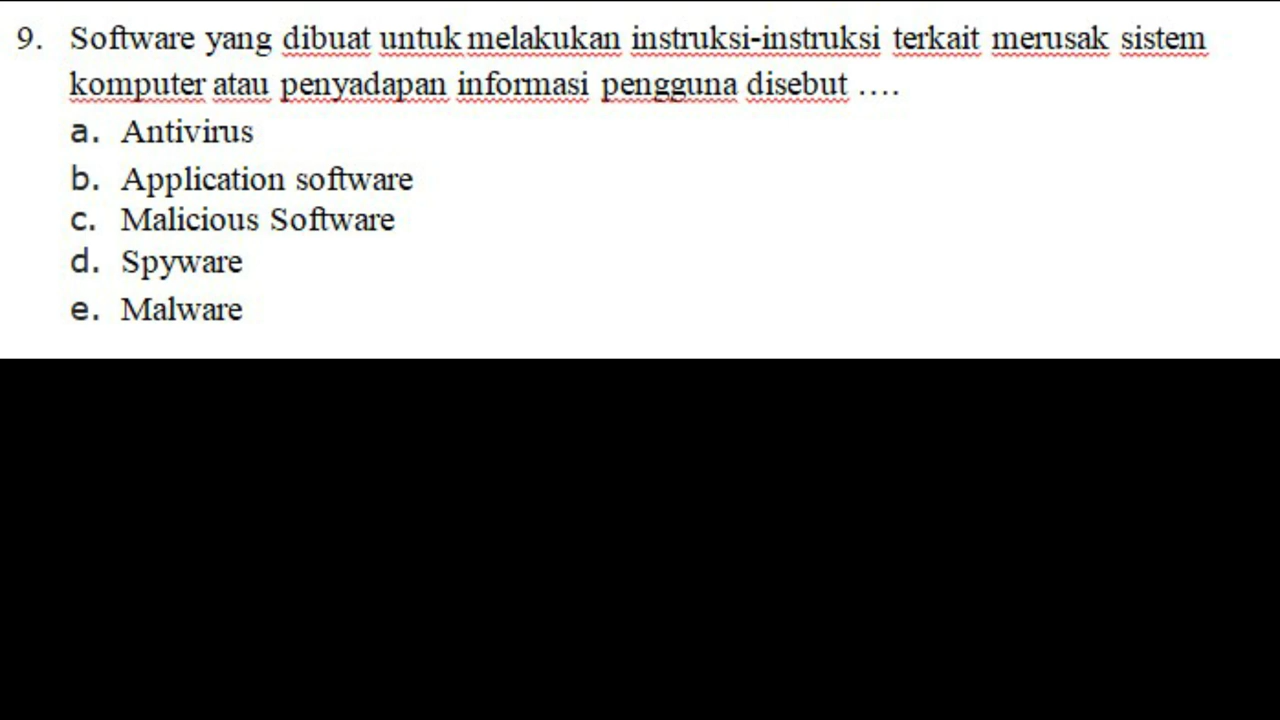 9. Software yang dibuat untuk melakukan instruksi-instruksi terkait merusak sistem
komputer atau penyadapan informasi pengguna disebut ....
a. Antivirus
b. Application software
c. Malicious Software
d. Spyware
e. Malware